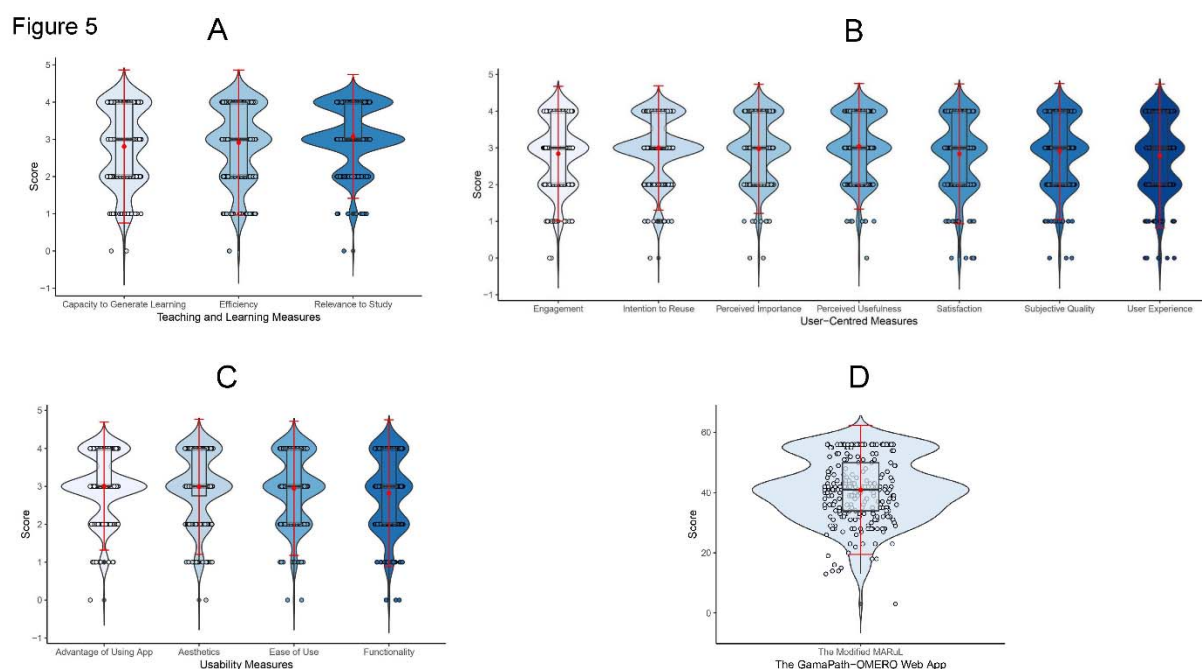 Figure 5
A
5
4
3
2
1
0
−1
Score
Capacity to Generate Learning
Efficiency
Relevance to Study
Teaching and Learning Measures
B
5
4
3
2
1
0
−1
Score
Engagement
Intention to Reuse
Perceived Importance
Perceived Usefulness
Satisfaction
Subjective Quality
User Experience
User−Centred Measures
C
5
4
3
2
1
0
−1
Score
Advantage of Using App
Aesthetics
Ease of Use
Functionality
Usability Measures
D
60
40
20
0
Score
The Modified MARuL
The GamaPath−OMERO Web App